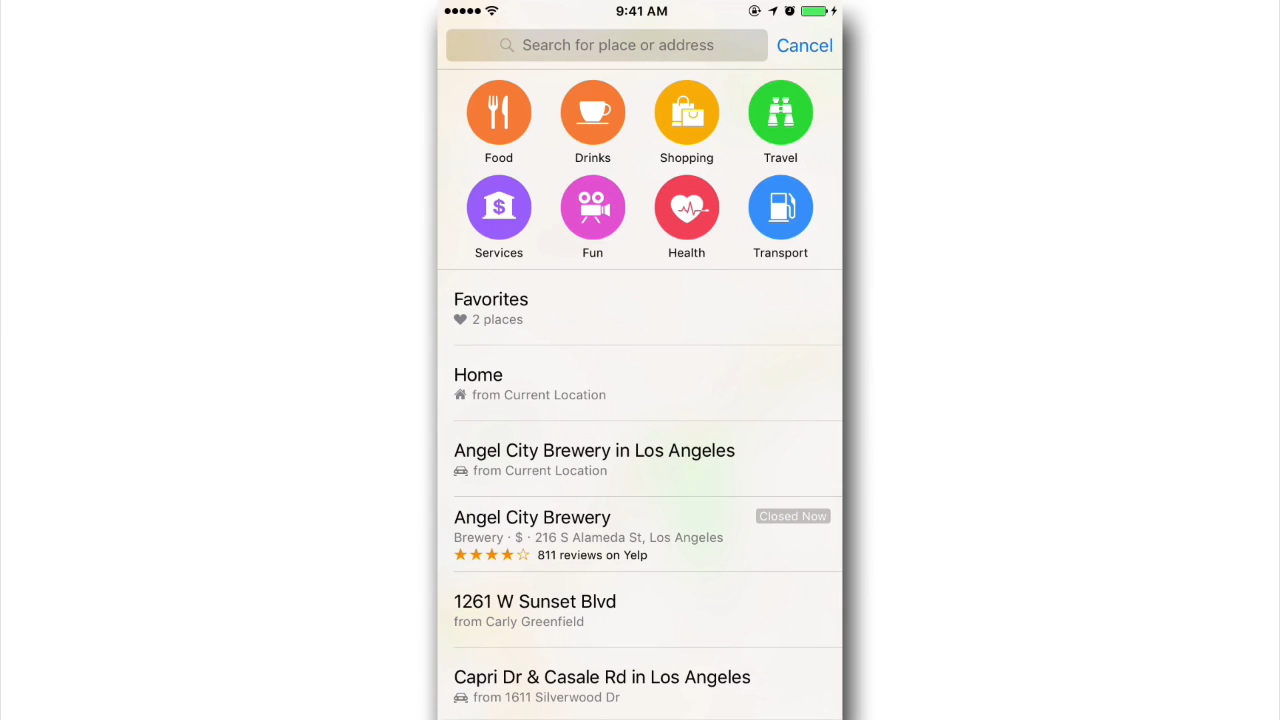 9:41 AM
Search for place or address
Cancel
Food
Drinks
Shopping
Travel
$
Services
Fun
Health
Transport
Favorites
2 places
Home
from Current Location
Angel City Brewery in Los Angeles
from Current Location
Angel City Brewery
Closed Now
Brewery · $ · 216 S Alameda St, Los Angeles
811 reviews on Yelp
1261 W Sunset Blvd
from Carly Greenfield
Capri Dr & Casale Rd in Los Angeles
from 1611 Silverwood Dr